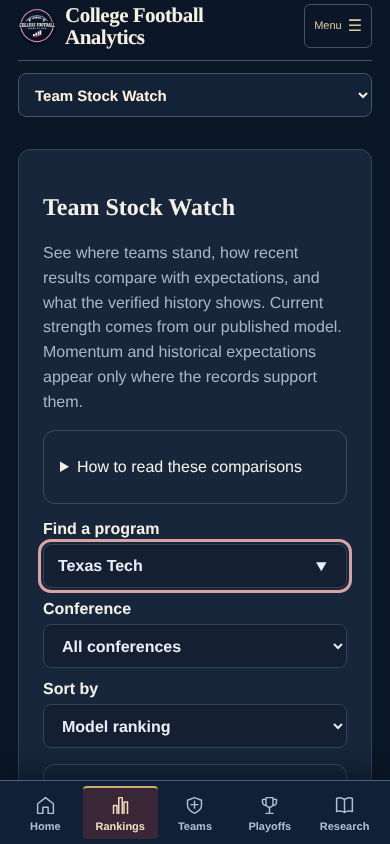 College Football
Analytics
Menu
Team Stock Watch
Team Stock Watch
See where teams stand, how recent
results compare with expectations, and
what the verified history shows. Current
strength comes from our published model.
Momentum and historical expectations
appear only where the records support
them.
How to read these comparisons
Find a program
Texas Tech
Conference
All conferences
Sort by
Model ranking
Home
Rankings
Teams
Playoffs
Research